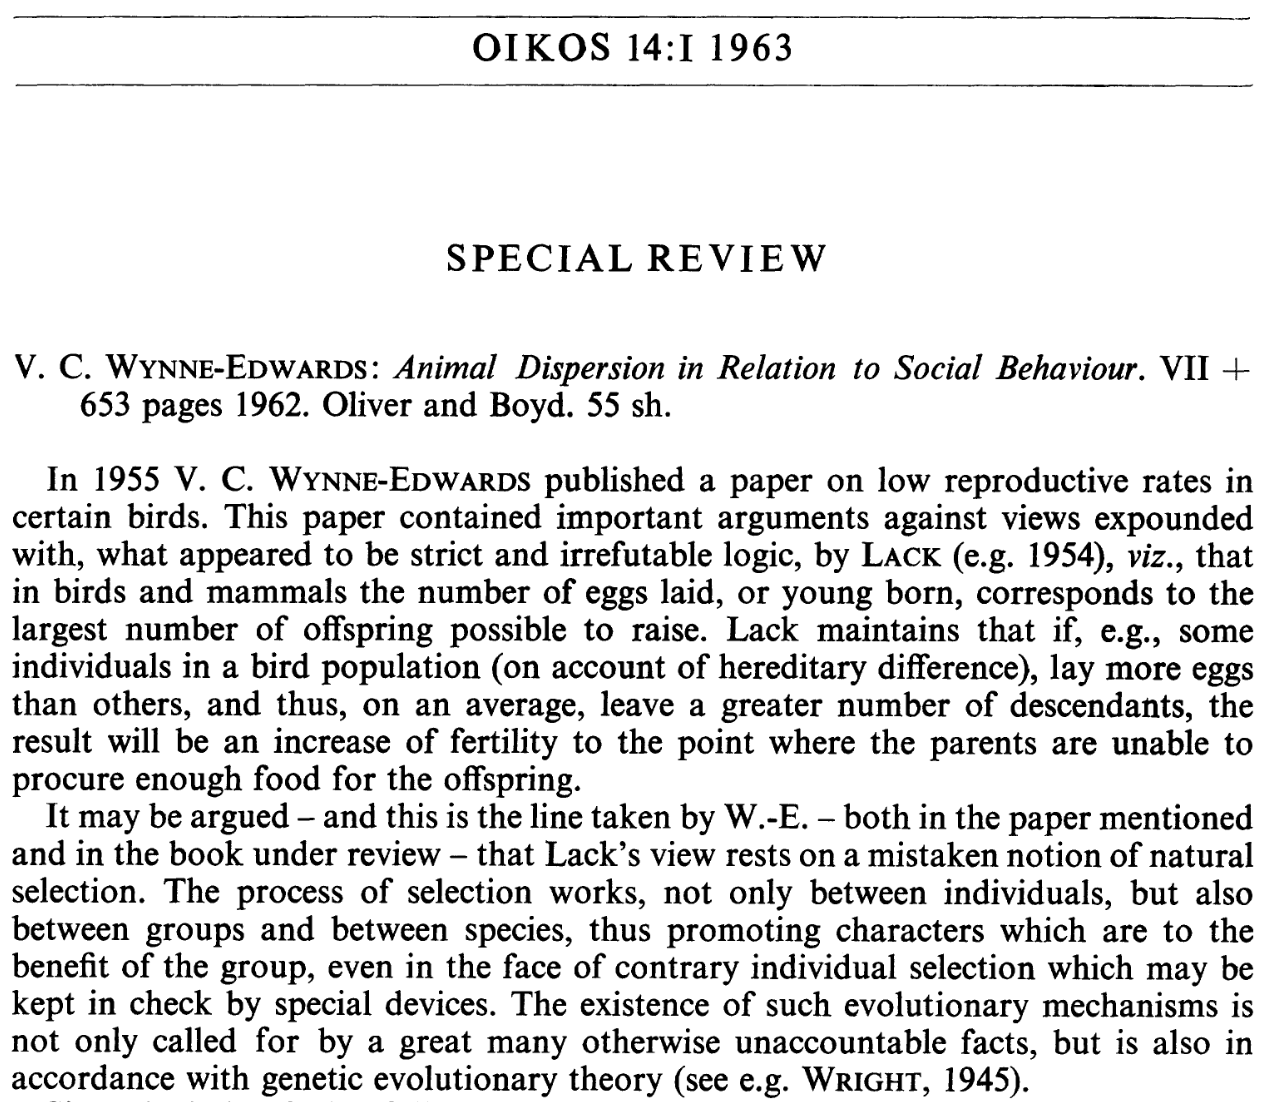 OIKOS 14:I 1963
SPECIAL REVIEW
V. C. WYNNE-EDWARDS: Animal Dispersion in Relation to Social Behaviour. VII +
653 pages 1962. Oliver and Boyd. 55 sh.
In 1955 V. C. WYNNE-EDWARDS published a paper on low reproductive rates in
certain birds. This paper contained important arguments against views expounded
with, what appeared to be strict and irrefutable logic, by LACK (e.g. 1954), viz., that
in birds and mammals the number of eggs laid, or young born, corresponds to the
largest number of offspring possible to raise. Lack maintains that if, e.g., some
individuals in a bird population (on account of hereditary difference), lay more eggs
than others, and thus, on an average, leave a greater number of descendants, the
result will be an increase of fertility to the point where the parents are unable to
procure enough food for the offspring.
It may be argued – and this is the line taken by W.-E. – both in the paper mentioned
and in the book under review – that Lack's view rests on a mistaken notion of natural
selection. The process of selection works, not only between individuals, but also
between groups and between species, thus promoting characters which are to the
benefit of the group, even in the face of contrary individual selection which may be
kept in check by special devices. The existence of such evolutionary mechanisms is
not only called for by a great many otherwise unaccountable facts, but is also in
accordance with genetic evolutionary theory (see e.g. WRIGHT, 1945).